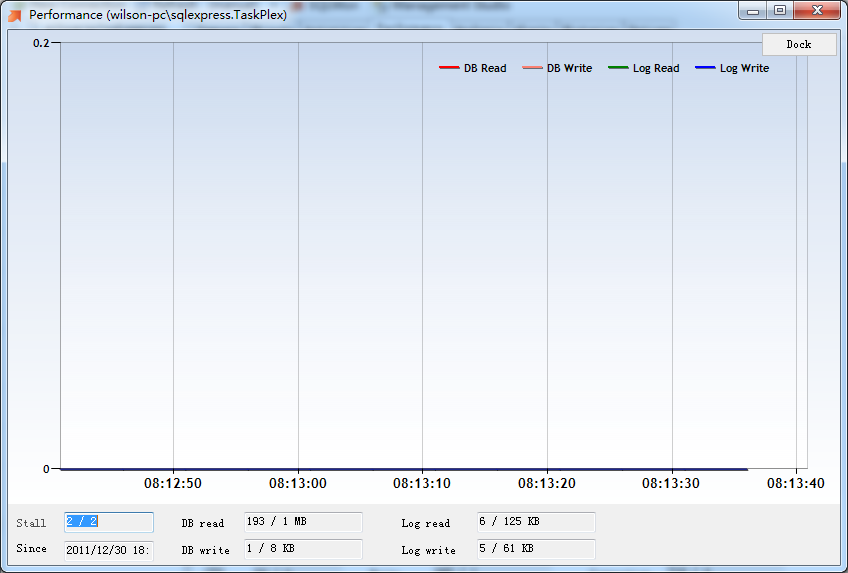 Performance (wilson-pc\sqlexpress.TaskPlex)
Dock
0.2
DB Read DB Write Log Read Log Write
0
08:12:50 08:13:00 08:13:10 08:13:20 08:13:30 08:13:40
Stall 2 / 2 DB read 193 / 1 MB Log read 6 / 125 KB
Since 2011/12/30 18: DB write 1 / 8 KB Log write 5 / 61 KB